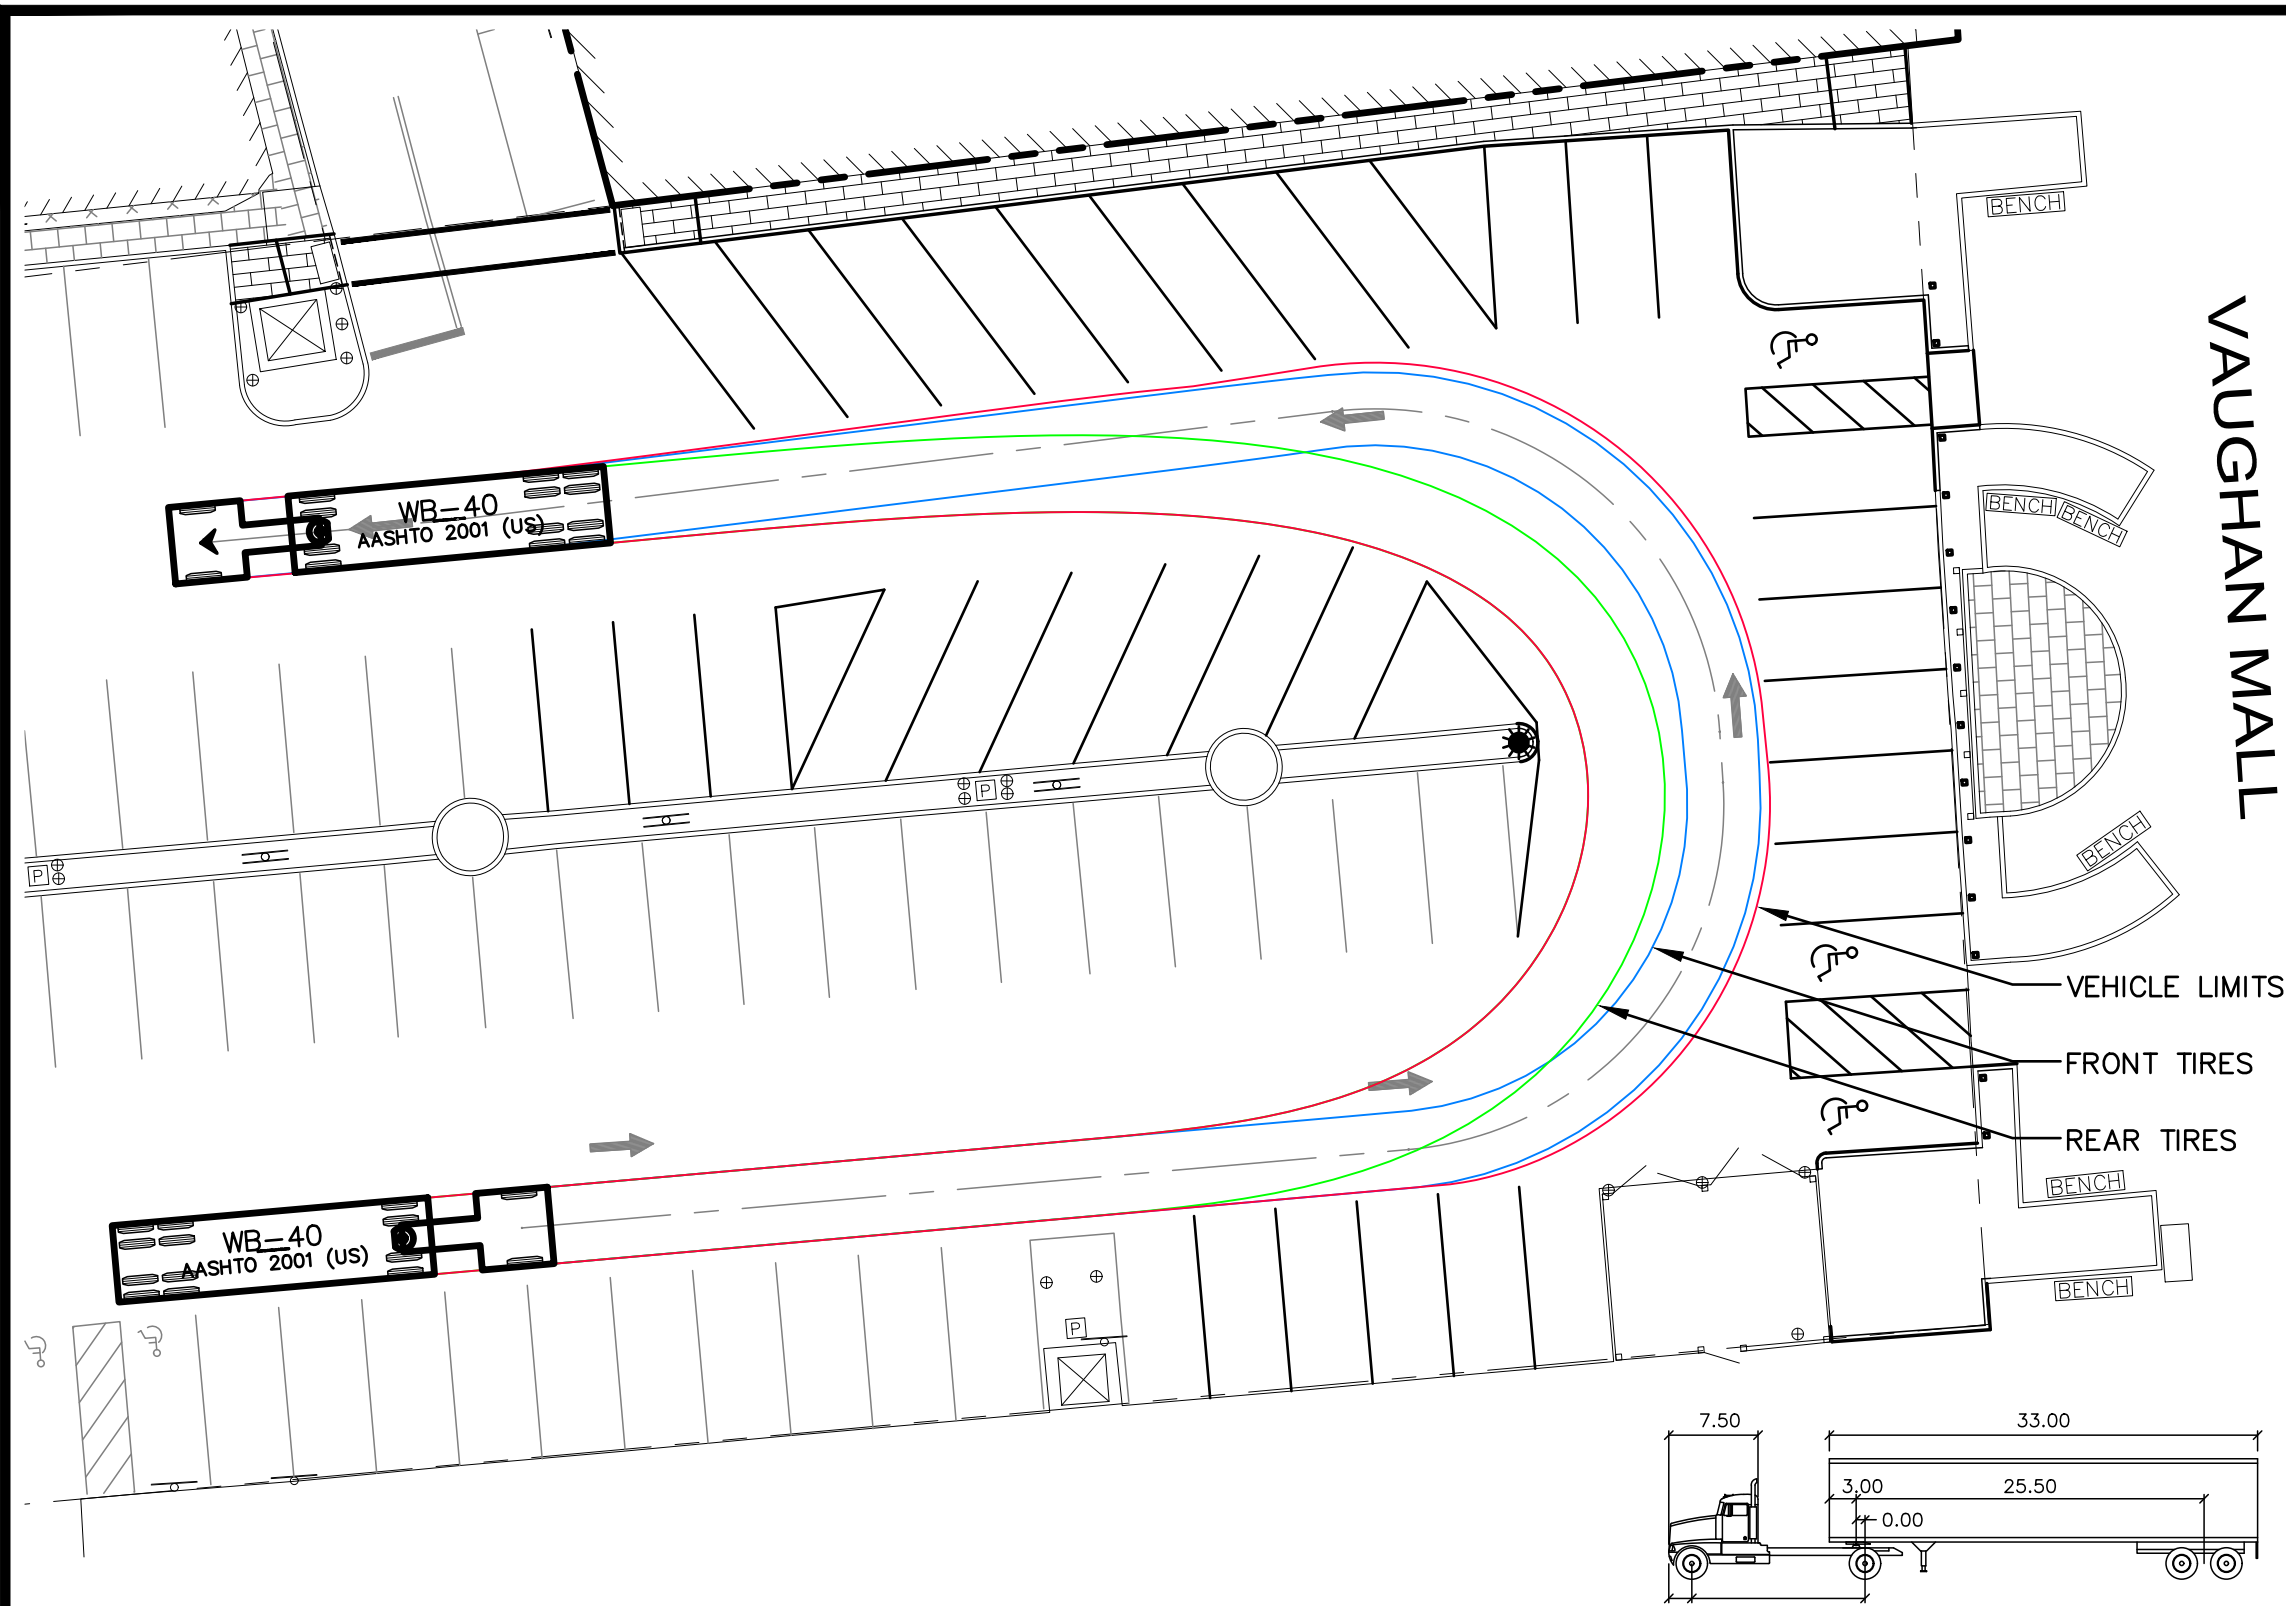 BENCH
VAUGHAN MALL
WB-40
AASHTO 2001 (US)
BENCH
BENCH
P
P
BENCH
VEHICLE LIMITS
FRONT TIRES
REAR TIRES
BENCH
WB-40
AASHTO 2001 (US)
BENCH
P
7.50
33.00
3.00
25.50
0.00